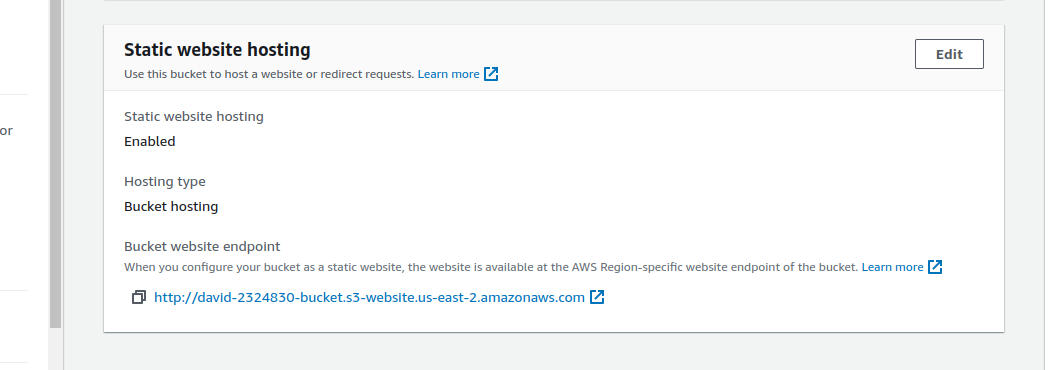 Static website hosting
Edit
Use this bucket to host a website or redirect requests. Learn more
or
Static website hosting
Enabled
Hosting type
Bucket hosting
Bucket website endpoint
When you configure your bucket as a static website, the website is available at the AWS Region-specific website endpoint of the bucket. Learn more
http://david-2324830-bucket.s3-website.us-east-2.amazonaws.com